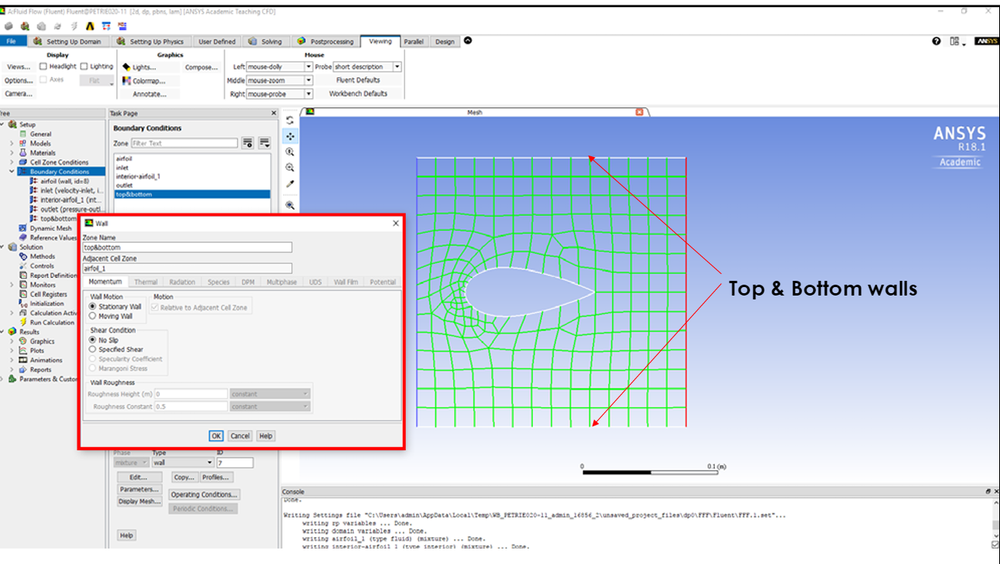 A:Fluid Flow (Fluent) Fluent@PETRIE020-11 [2d, dp, pbns, lam] [ANSYS Academic Teaching CFD]
File Setting Up Domain Setting Up Physics User Defined Solving Postprocessing Viewing Parallel Design ANSYS
Display Graphics Mouse
Views... Headlight Lighting Lights... Compose... Left mouse-dolly Probe short description
Options... Axes Flat Colormap... Middle mouse-zoom Fluent Defaults
Camera... Annotate... Right mouse-probe Workbench Defaults
ree
Setup
General
Models
Materials
Cell Zone Conditions
Boundary Conditions
airfoil (wall, id=8)
inlet (velocity-inlet, i...
interior-airfoil_1 (int...
outlet (pressure-outl...
top&bottom
Dynamic Mesh
Reference Values
Solution
Methods
Controls
Report Definition
Monitors
Cell Registers
Initialization
Calculation Activ
Run Calculation
Results
Graphics
Plots
Animations
Reports
Parameters & Custor
Task Page
Boundary Conditions
Zone Filter Text
airfoil
inlet
interior-airfoil_1
outlet
top&bottom
Wall
Zone Name
top&bottom
Adjacent Cell Zone
airfoil_1
Momentum Thermal Radiation Species DPM Multiphase UDS Wall Film Potential
Wall Motion Motion
Stationary Wall Relative to Adjacent Cell Zone
Moving Wall
Shear Condition
No Slip
Specified Shear
Specularity Coefficient
Marangoni Stress
Wall Roughness
Roughness Height (m) 0 constant
Roughness Constant 0.5 constant
OK Cancel Help
Phase Type ID
mixture wall 7
Edit... Copy... Profiles...
Parameters... Operating Conditions...
Display Mesh... Periodic Conditions...
Help
Mesh
ANSYS
R18.1
Academic
Top & Bottom walls
0 0.1 (m)
Console
Done.
Writing Settings file "C:\Users\admin\AppData\Local\Temp\WB_PETRIE020-11_admin_16856_2\unsaved_project_files\dp0\FFF\Fluent\FFF.1.set"...
writing rp variables ... Done.
writing domain variables ... Done.
writing airfoil_1 (type fluid) (mixture) ... Done.
writing interior-airfoil_1 (type interior) (mixture) ... Done.